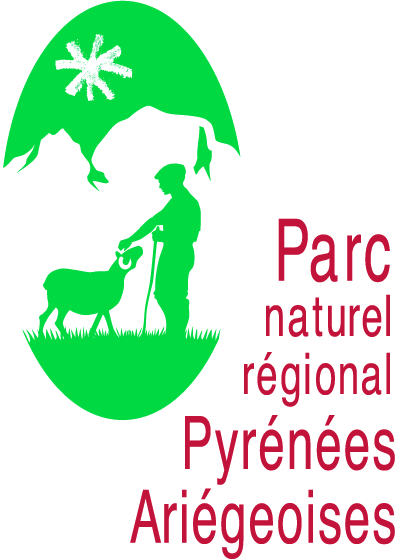 Parc
naturel
régional
Pyrénées
Ariégeoises